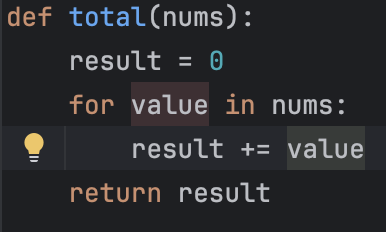 def total(nums):
    result = 0
    for value in nums:
        result += value
    return result